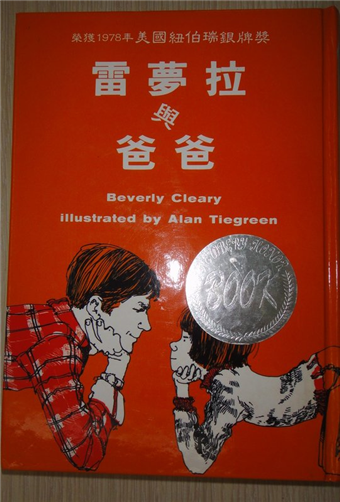 榮獲1978年美國紐伯瑞銀牌獎
雷夢拉
與
爸爸
Beverly Cleary
illustrated by Alan Tiegreen
BOOK